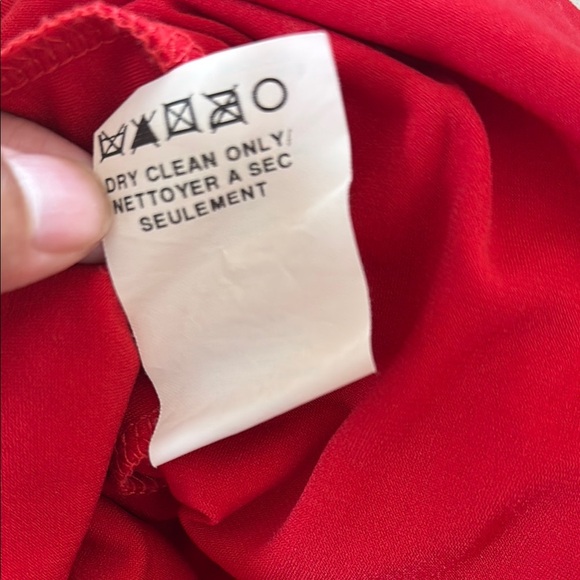 DRY CLEAN ONLY/
NETTOYER A SEC
SEULEMENT